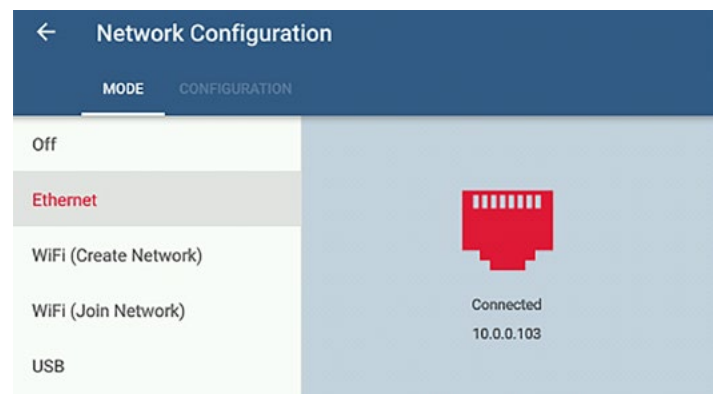 Network Configuration
MODE CONFIGURATION
Off
Ethernet
WiFi (Create Network)
WiFi (Join Network)
USB
Connected
10.0.0.103